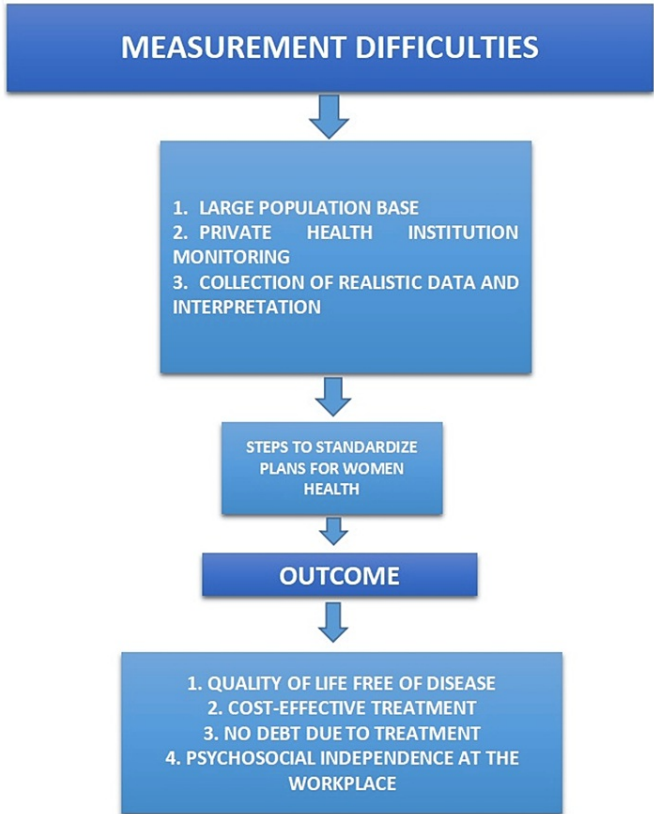 MEASUREMENT DIFFICULTIES
1. LARGE POPULATION BASE
2. PRIVATE HEALTH INSTITUTION
MONITORING
3. COLLECTION OF REALISTIC DATA AND
INTERPRETATION
STEPS TO STANDARDIZE
PLANS FOR WOMEN
HEALTH
OUTCOME
1. QUALITY OF LIFE FREE OF DISEASE
2. COST-EFFECTIVE TREATMENT
3. NO DEBT DUE TO TREATMENT
4. PSYCHOSOCIAL INDEPENDENCE AT THE
WORKPLACE